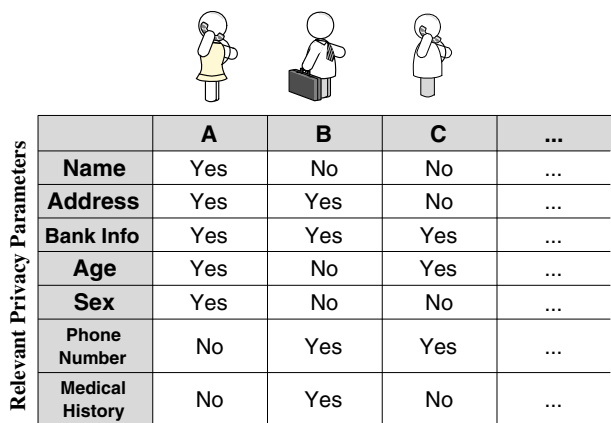 A B C ...
Relevant Privacy Parameters
Name Yes No No ...
Address Yes Yes No ...
Bank Info Yes Yes Yes ...
Age Yes No Yes ...
Sex Yes No No ...
Phone
Number No Yes Yes ...
Medical
History No Yes No ...